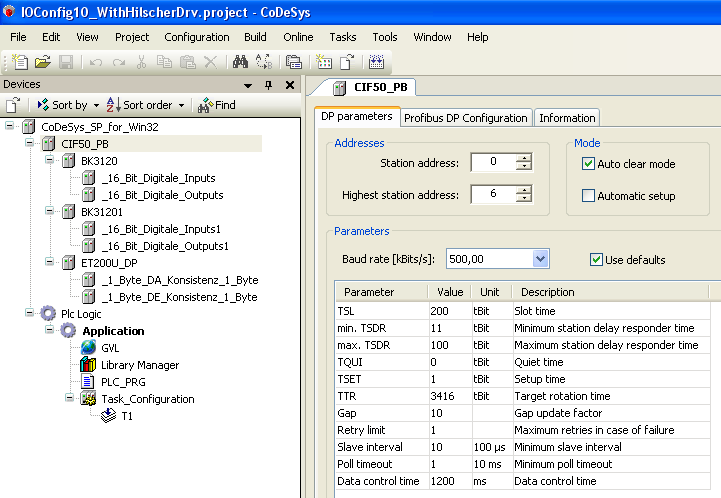 IOConfig10_WithHilscherDrv.project - CoDeSys
File Edit View Project Configuration Build Online Tasks Tools Window Help
Devices
Sort by Sort order Find
CoDeSys_SP_for_Win32
CIF50_PB
BK3120
_16_Bit_Digitale_Inputs
_16_Bit_Digitale_Outputs
BK31201
_16_Bit_Digitale_Inputs1
_16_Bit_Digitale_Outputs1
ET200U_DP
_1_Byte_DA_Konsistenz_1_Byte
_1_Byte_DE_Konsistenz_1_Byte
Plc Logic
Application
GVL
Library Manager
PLC_PRG
Task_Configuration
T1
CIF50_PB
DP parameters Profibus DP Configuration Information
Addresses
Station address: 0
Highest station address: 6
Mode
Auto clear mode
Automatic setup
Parameters
Baud rate [kBits/s]: 500,00 Use defaults
Parameter Value Unit Description
TSL 200 tBit Slot time
min. TSDR 11 tBit Minimum station delay responder time
max. TSDR 100 tBit Maximum station delay responder time
TQUI 0 tBit Quiet time
TSET 1 tBit Setup time
TTR 3416 tBit Target rotation time
Gap 10 Gap update factor
Retry limit 1 Maximum retries in case of failure
Slave interval 10 100 µs Minimum slave interval
Poll timeout 1 10 ms Minimum poll timeout
Data control time 1200 ms Data control time